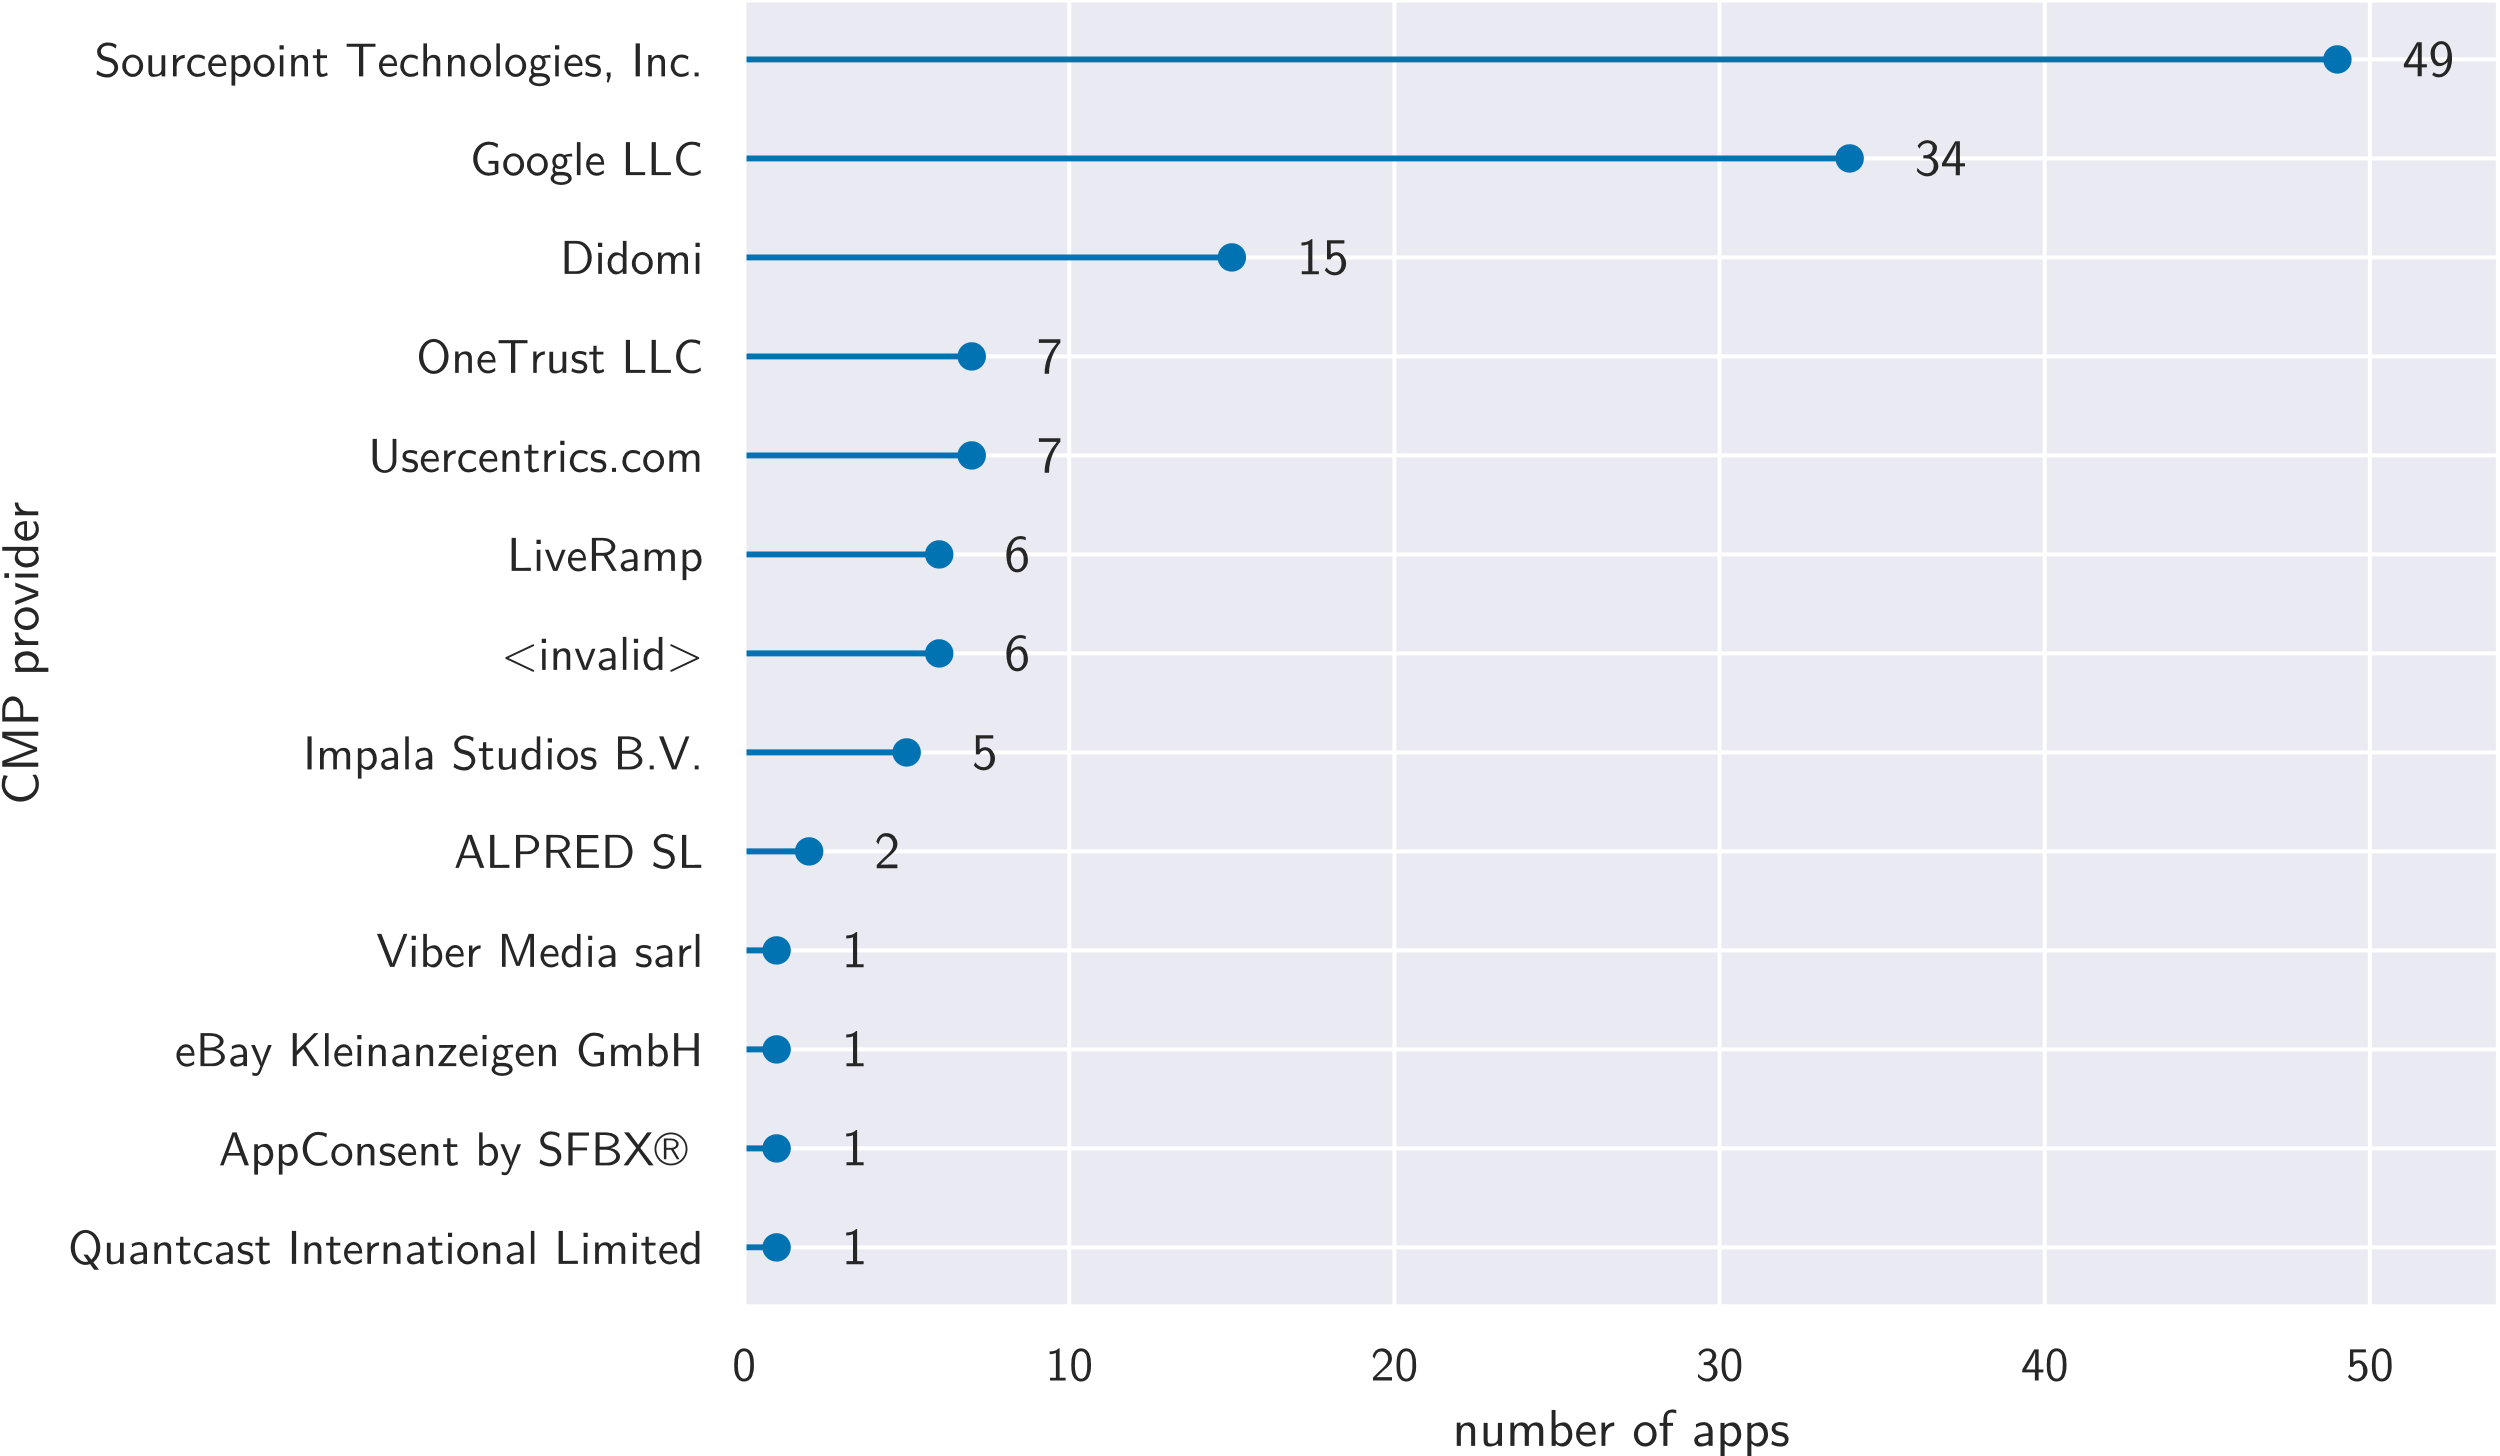 CMP provider
Sourcepoint Technologies, Inc. 49
Google LLC 34
Didomi 15
OneTrust LLC 7
Usercentrics.com 7
LiveRamp 6
<invalid> 6
Impala Studios B.V. 5
ALPRED SL 2
Viber Media sarl 1
eBay Kleinanzeigen GmbH 1
AppConsent by SFBX® 1
Quantcast International Limited 1
0 10 20 30 40 50
number of apps